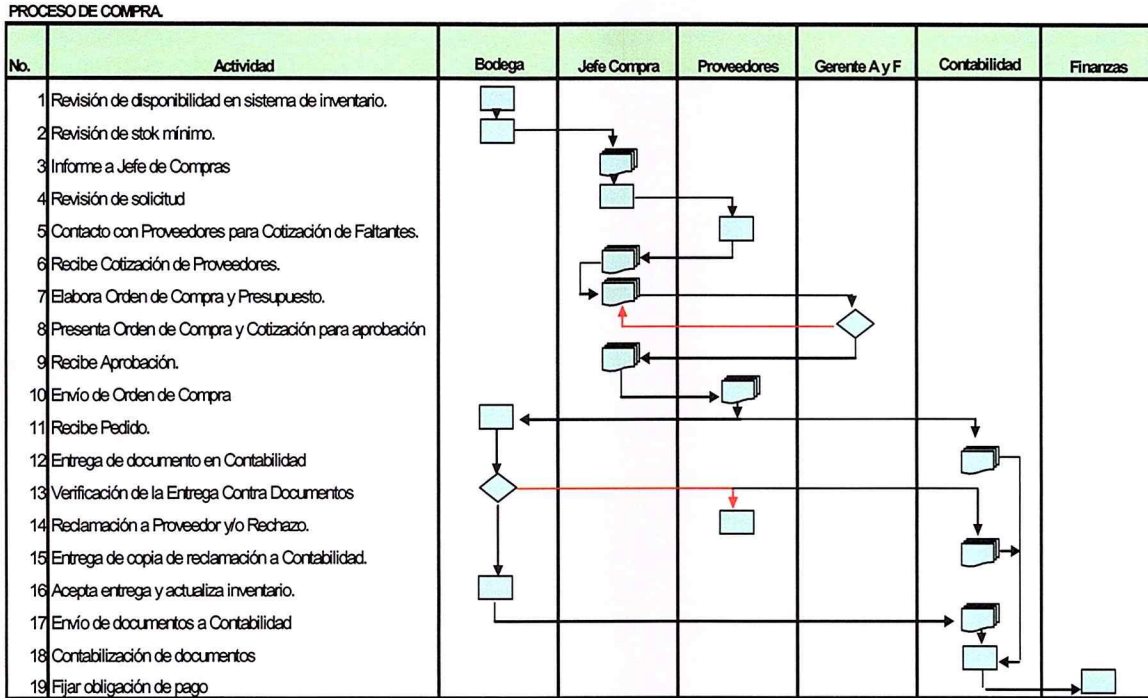 PROCESO DE COMPRA.
No. Actividad Bodega Jefe Compra Proveedores Gerente A y F Contabilidad Finanzas
1 Revisión de disponibilidad en sistema de inventario.
2 Revisión de stok mínimo.
3 Informe a Jefe de Compras
4 Revisión de solicitud
5 Contacto con Proveedores para Cotización de Faltantes.
6 Recibe Cotización de Proveedores.
7 Elabora Orden de Compra y Presupuesto.
8 Presenta Orden de Compra y Cotización para aprobación
9 Recibe Aprobación.
10 Envío de Orden de Compra
11 Recibe Pedido.
12 Entrega de documento en Contabilidad
13 Verificación de la Entrega Contra Documentos
14 Reclamación a Proveedor y/o Rechazo.
15 Entrega de copia de reclamación a Contabilidad.
16 Acepta entrega y actualiza inventario.
17 Envío de documentos a Contabilidad
18 Contabilización de documentos
19 Fijar obligación de pago